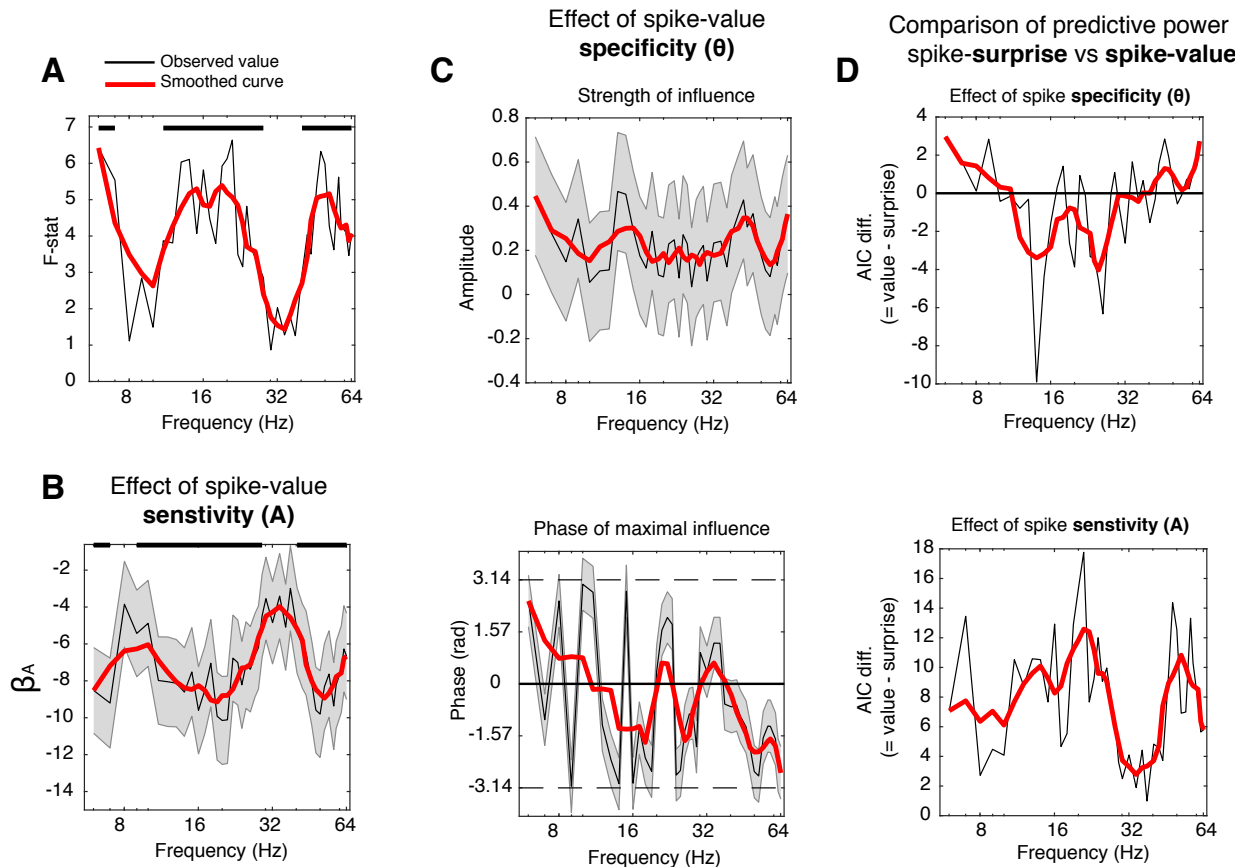 A
Observed value
Smoothed curve
7
6
5
4
3
2
1
0
F-stat
8
16
32
64
Frequency (Hz)
B
Effect of spike-value
senstivity (A)
-2
-4
-6
-8
-10
-12
-14
βA
8
32
64
Frequency (Hz)
C
Effect of spike-value
specificity (θ)
Strength of influence
0.8
0.6
0.4
0.2
0
-0.2
-0.4
Amplitude
8
16
32
64
Frequency (Hz)
Phase of maximal influence
3.14
1.57
0
-1.57
-3.14
Phase (rad)
8
16
32
64
Frequency (Hz)
D
Comparison of predictive power
spike-surprise vs spike-value
Effect of spike specificity (θ)
4
2
0
-2
-4
-6
-8
-10
AIC diff.
(= value - surprise)
8
16
32
64
Frequency (Hz)
Effect of spike senstivity (A)
18
16
14
12
10
8
6
4
2
0
AIC diff.
(= value - surprise)
8
16
32
64
Frequency (Hz)